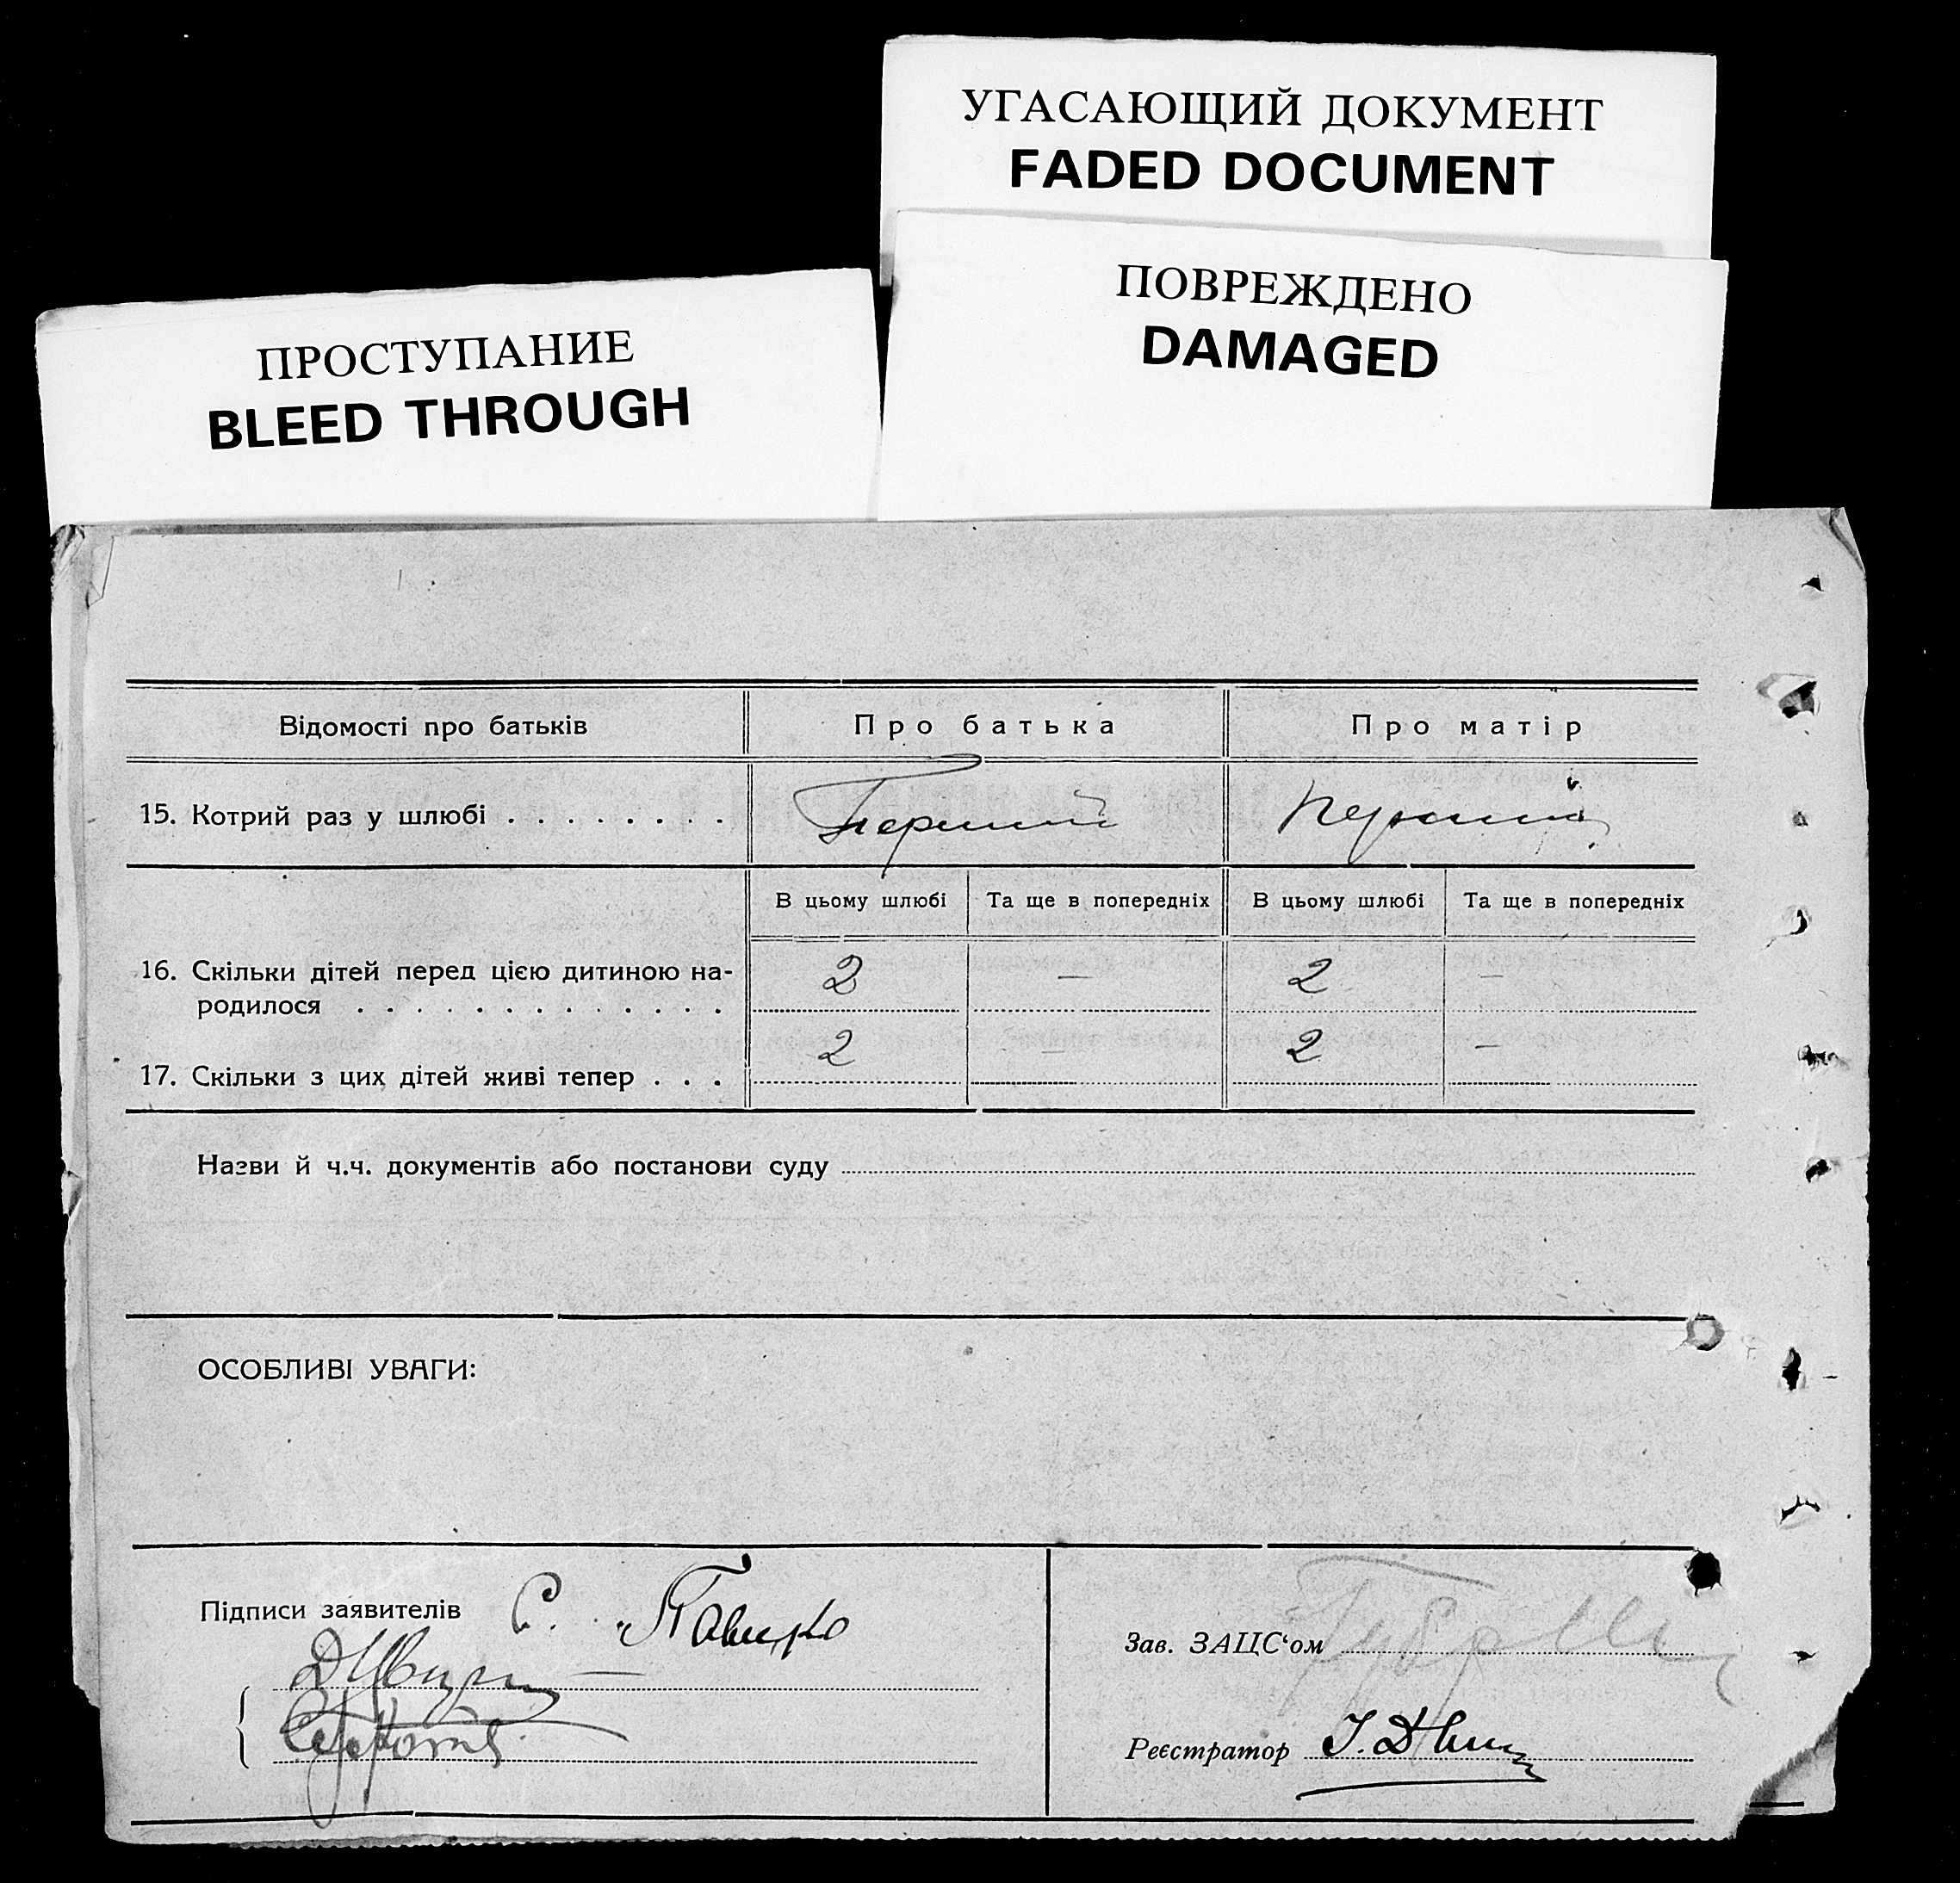 УГАСАЮЩИЙ ДОКУМЕНТ
FADED DOCUMENT
ПОВРЕЖДЕНО
DAMAGED
ПРОСТУПАНИЕ
BLEED THROUGH
Відомості про батьків Про батька Про матір
15. Котрий раз у шлюбі . . . . . . . . Перший Перший
В цьому шлюбі Та ще в попередніх В цьому шлюбі Та ще в попередніх
16. Скільки дітей перед цією дитиною на-
родилося . . . . . . . . . . . . . 2 — 2 —
17. Скільки з цих дітей живі тепер . . . 2 — 2 —
Назви й ч.ч. документів або постанови суду
ОСОБЛИВІ УВАГИ:
Підписи заявителів С.
Зав. ЗАЦС‘ом
Реєстратор